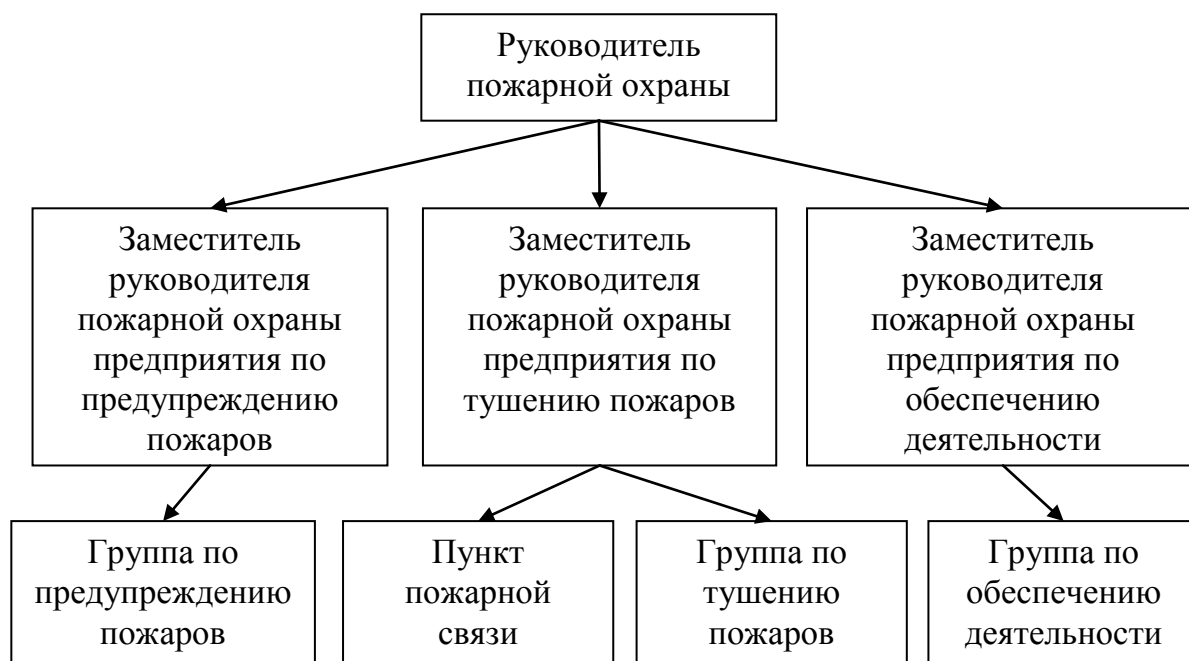 Руководитель
пожарной охраны
Заместитель
руководителя
пожарной охраны
предприятия по
предупреждению
пожаров
Заместитель
руководителя
пожарной охраны
предприятия по
тушению пожаров
Заместитель
руководителя
пожарной охраны
предприятия по
обеспечению
деятельности
Группа по
предупреждению
пожаров
Пункт
пожарной
связи
Группа по
тушению
пожаров
Группа по
обеспечению
деятельности